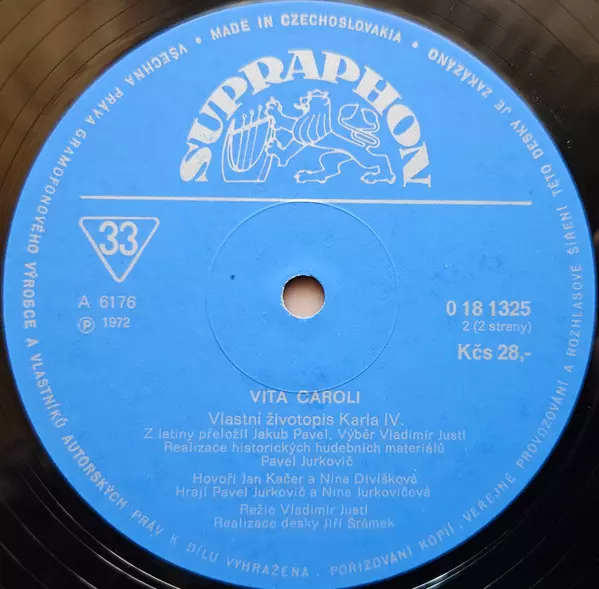 • MADE IN CZECHOSLOVAKIA •
VŠECHNA PRÁVA GRAMOFONOVÉHO VÝROBCE A VLASTNÍKŮ AUTORSKÝCH PRÁV K DÍLU VYHRAŽENA. POŘIZOVÁNÍ KOPIÍ, VEŘEJNÉ PROVOZOVÁNÍ A ROZHLASOVÉ ŠÍŘENÍ TÉTO DESKY JE ZAKÁZÁNO
SUPRAPHON
33
A 6176
Ⓟ 1972
0 18 1325
2 (2 strany)
Kčs 28,-
VITA CAROLI
Vlastní životopis Karla IV.
Z latiny přeložil Jakub Pavel. Výběr Vladimír Justl
Realizace historických hudebních materiálů
Pavel Jurkovič
Hovoří Jan Kačer a Nina Divíšková
Hrají Pavel Jurkovič a Nina Jurkovičová
Režie Vladimír Justl
Realizace desky Jiří Šrámek